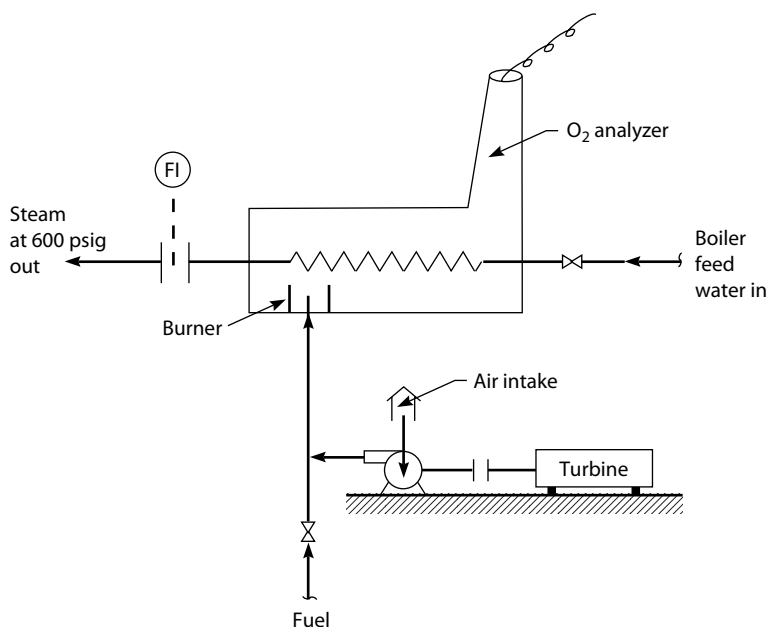 O₂ analyzer
FI
Steam
at 600 psig
out
Boiler
feed
water in
Burner
Air intake
Turbine
Fuel